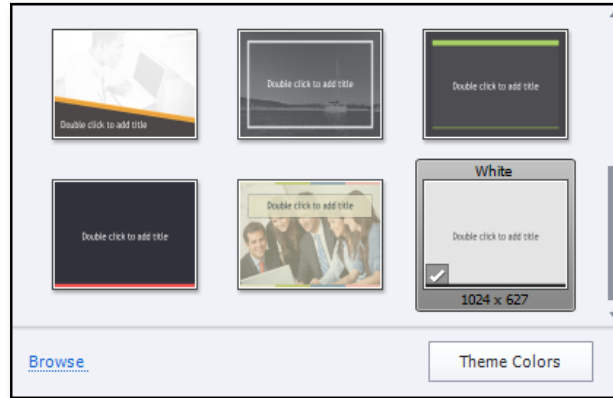 Double click to add title
Double click to add title
Double click to add title
Double click to add title
Double click to add title
White
Double click to add title
1024 x 627
Browse
Theme Colors